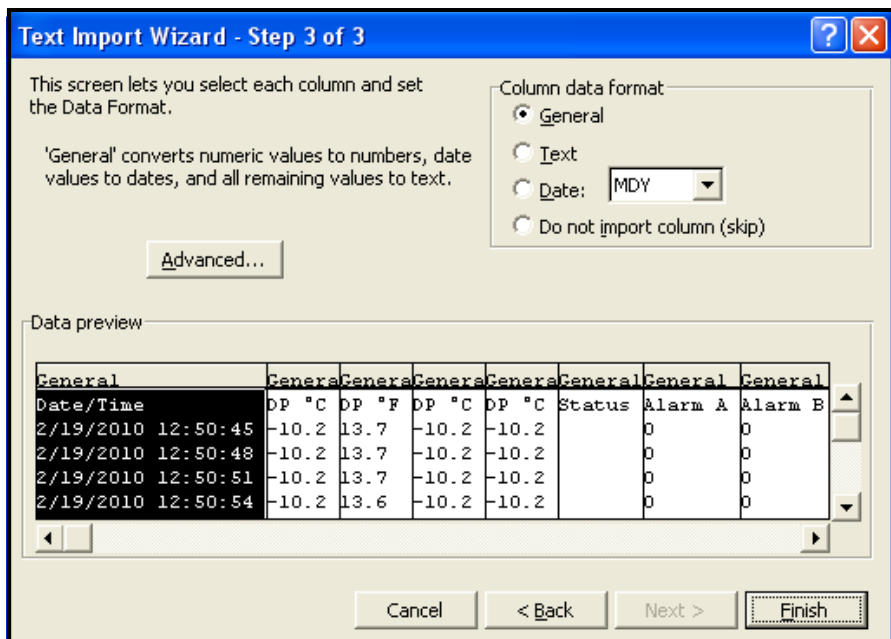 Text Import Wizard - Step 3 of 3
This screen lets you select each column and set
the Data Format.
'General' converts numeric values to numbers, date
values to dates, and all remaining values to text.
Advanced...
Column data format
General
Text
Date: MDY
Do not import column (skip)
Data preview
General Genera Genera Genera Genera General General General
Date/Time DP °C DP °F DP °C DP °C Status Alarm A Alarm B
2/19/2010 12:50:45 -10.2 13.7 -10.2 -10.2 0 0
2/19/2010 12:50:48 -10.2 13.7 -10.2 -10.2 0 0
2/19/2010 12:50:51 -10.2 13.7 -10.2 -10.2 0 0
2/19/2010 12:50:54 -10.2 13.6 -10.2 -10.2 0 0
Cancel < Back Next > Finish